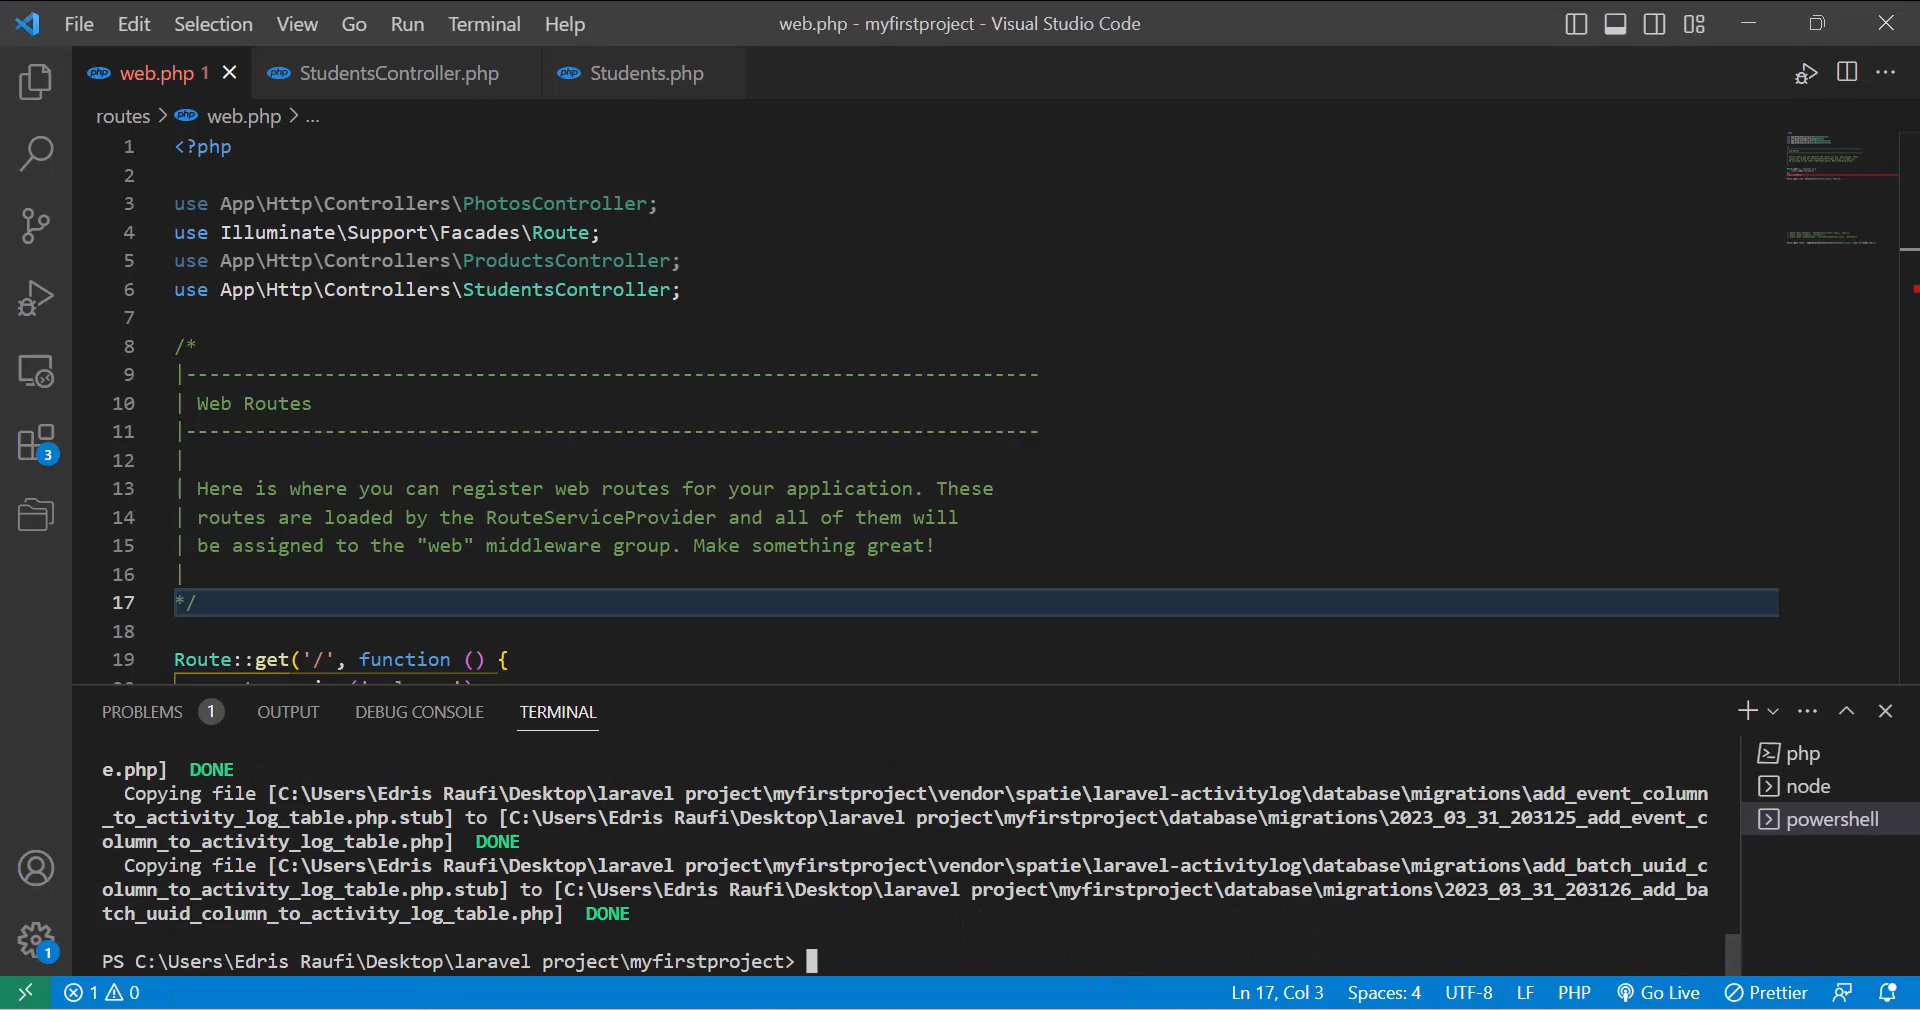 File Edit Selection View Go Run Terminal Help
web.php - myfirstproject - Visual Studio Code
php web.php 1 php StudentsController.php php Students.php
routes > php web.php > ...
1 <?php
2
3 use App\Http\Controllers\PhotosController;
4 use Illuminate\Support\Facades\Route;
5 use App\Http\Controllers\ProductsController;
6 use App\Http\Controllers\StudentsController;
7
8 /*
9 |--------------------------------------------------------------------------
10 | Web Routes
11 |--------------------------------------------------------------------------
12 |
13 | Here is where you can register web routes for your application. These
14 | routes are loaded by the RouteServiceProvider and all of them will
15 | be assigned to the "web" middleware group. Make something great!
16 |
17 */
18
19 Route::get('/', function () {
3
1
PROBLEMS 1 OUTPUT DEBUG CONSOLE TERMINAL
e.php] DONE
Copying file [C:\Users\Edris Raufi\Desktop\laravel project\myfirstproject\vendor\spatie\laravel-activitylog\database\migrations\add_event_column
_to_activity_log_table.php.stub] to [C:\Users\Edris Raufi\Desktop\laravel project\myfirstproject\database\migrations\2023_03_31_203125_add_event_c
olumn_to_activity_log_table.php] DONE
Copying file [C:\Users\Edris Raufi\Desktop\laravel project\myfirstproject\vendor\spatie\laravel-activitylog\database\migrations\add_batch_uuid_c
olumn_to_activity_log_table.php.stub] to [C:\Users\Edris Raufi\Desktop\laravel project\myfirstproject\database\migrations\2023_03_31_203126_add_ba
tch_uuid_column_to_activity_log_table.php] DONE
PS C:\Users\Edris Raufi\Desktop\laravel project\myfirstproject>
php
node
powershell
1 0 Ln 17, Col 3 Spaces: 4 UTF-8 LF PHP Go Live Prettier